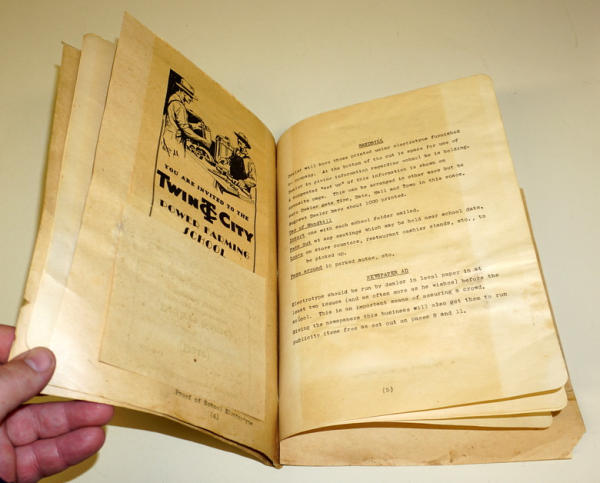 YOU ARE INVITED TO THE
TWIN CITY
POWER FARMING
SCHOOL
Proof of School Electrotype
(4)
HANDBILL
Dealer will have these printed under electrotype furnished
by company. At the bottom of the cut is space for use of
dealer in giving information regarding school he is holding.
A suggested "set up" of this information is shown on
opposite page. This can be arranged in other ways but be
sure Dealer gets Time, Date, Hall and Town in this space.
Suggest Dealer have about 1000 printed.
Use of Handbill
Insert one with each school folder mailed.
Pass out at any meetings which may be held near school date.
Leave on store counters, restaurant cashier stands, etc., to
be picked up.
Pass around in parked autos, etc.
NEWSPAPER AD
Electrotype should be run by dealer in local paper in at
least two issues (and as often more as he wishes) before the
school. This is an important means of assuring a crowd.
Giving the newspapers this business will also get them to run
publicity items free as set out on pages 8 and 11.
(5)